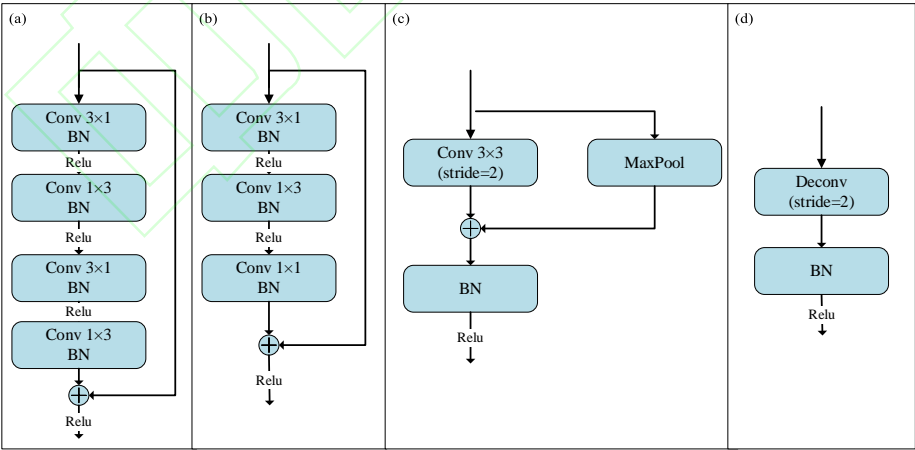 (a)
Conv 3×1
BN
Relu
Conv 1×3
BN
Relu
Conv 3×1
BN
Relu
Conv 1×3
BN
Relu
(b)
Conv 3×1
BN
Relu
Conv 1×3
BN
Relu
Conv 1×1
BN
Relu
(c)
Conv 3×3
(stride=2)
MaxPool
BN
Relu
(d)
Deconv
(stride=2)
BN
Relu